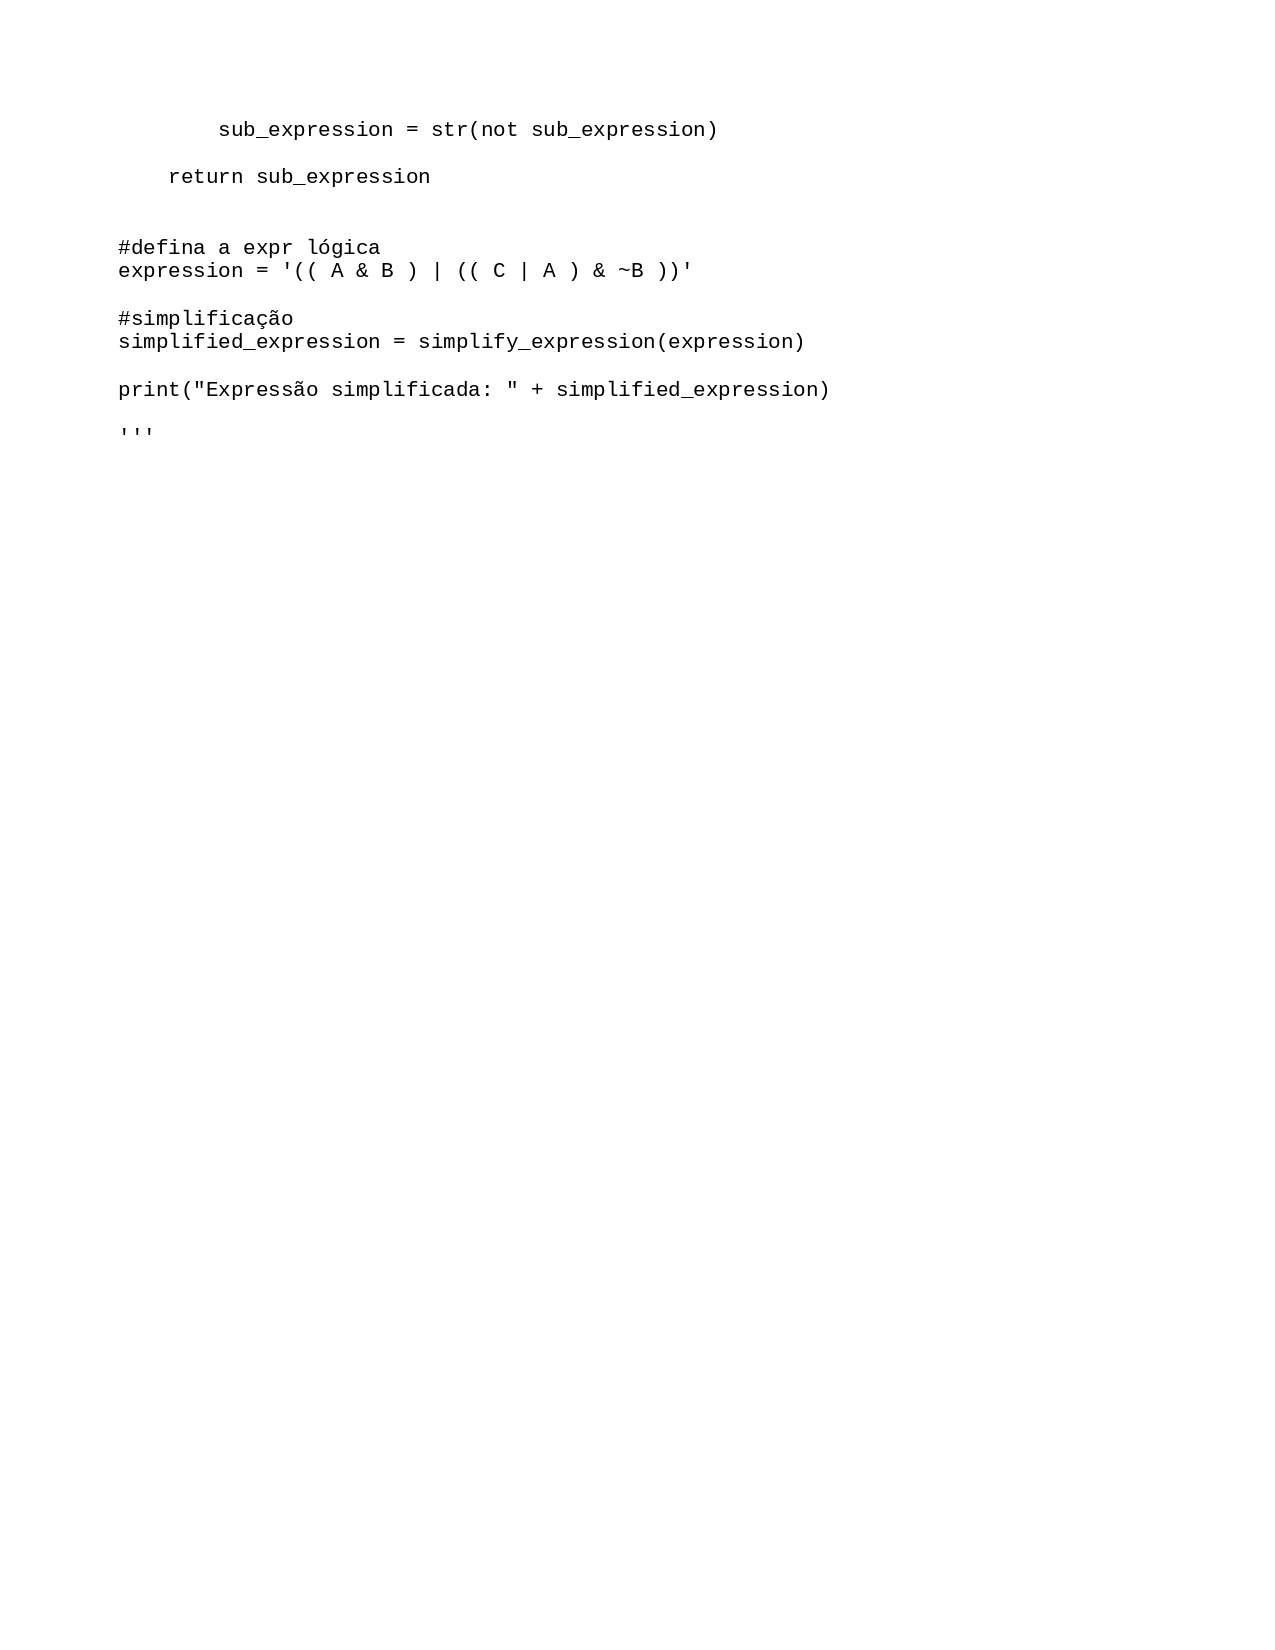 sub_expression = str(not sub_expression)
    return sub_expression
#defina a expr lógica
expression = '(( A & B ) | (( C | A ) & ~B ))'
#simplificação
simplified_expression = simplify_expression(expression)
print("Expressão simplificada: " + simplified_expression)
'''